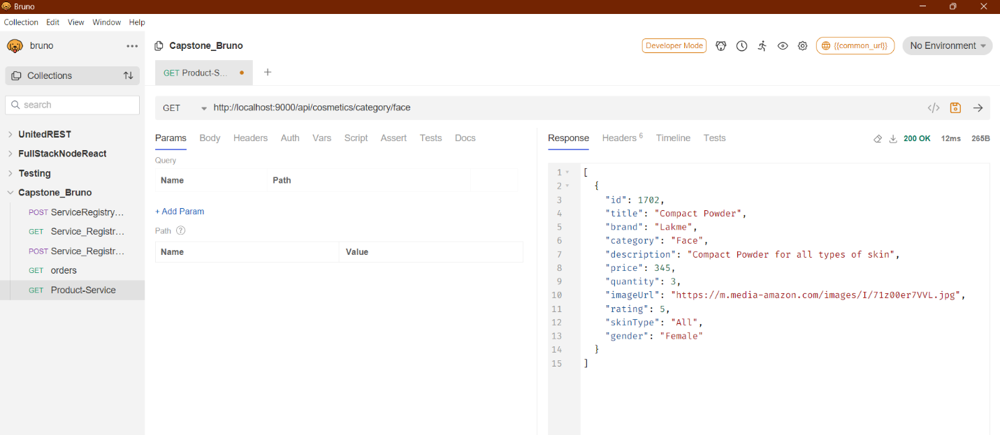 Bruno
Collection Edit View Window Help
bruno
Collections
search
UnitedREST
FullStackNodeReact
Testing
Capstone_Bruno
POST ServiceRegistry...
GET Service_Registr...
POST Service_Registr...
GET orders
GET Product-Service
Capstone_Bruno
Developer Mode
{{common_url}}
No Environment
GET Product-S...
GET http://localhost:9000/api/cosmetics/category/face
Params Body Headers Auth Vars Script Assert Tests Docs
Query
Name Path
+ Add Param
Path ?
Name Value
Response Headers 6 Timeline Tests
200 OK 12ms 265B
1 [
2 {
3 "id": 1702,
4 "title": "Compact Powder",
5 "brand": "Lakme",
6 "category": "Face",
7 "description": "Compact Powder for all types of skin",
8 "price": 345,
9 "quantity": 3,
10 "imageUrl": "https://m.media-amazon.com/images/I/71z00er7VVL.jpg",
11 "rating": 5,
12 "skinType": "All",
13 "gender": "Female"
14 }
15 ]